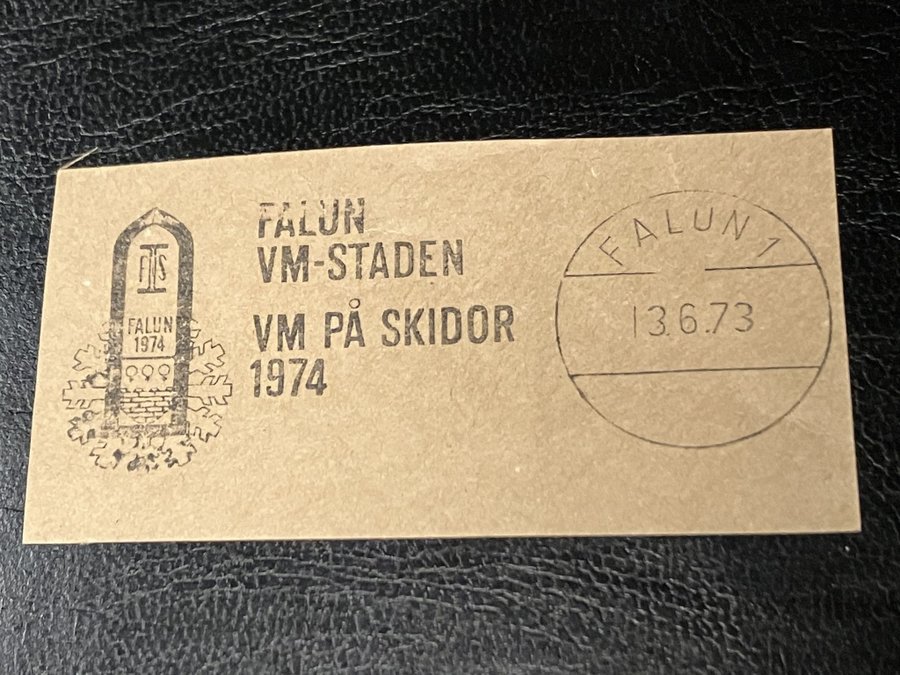 FIS
FALUN
1974
FALUN
VM-STADEN
VM PÅ SKIDOR
1974
FALUN 1
13.6.73